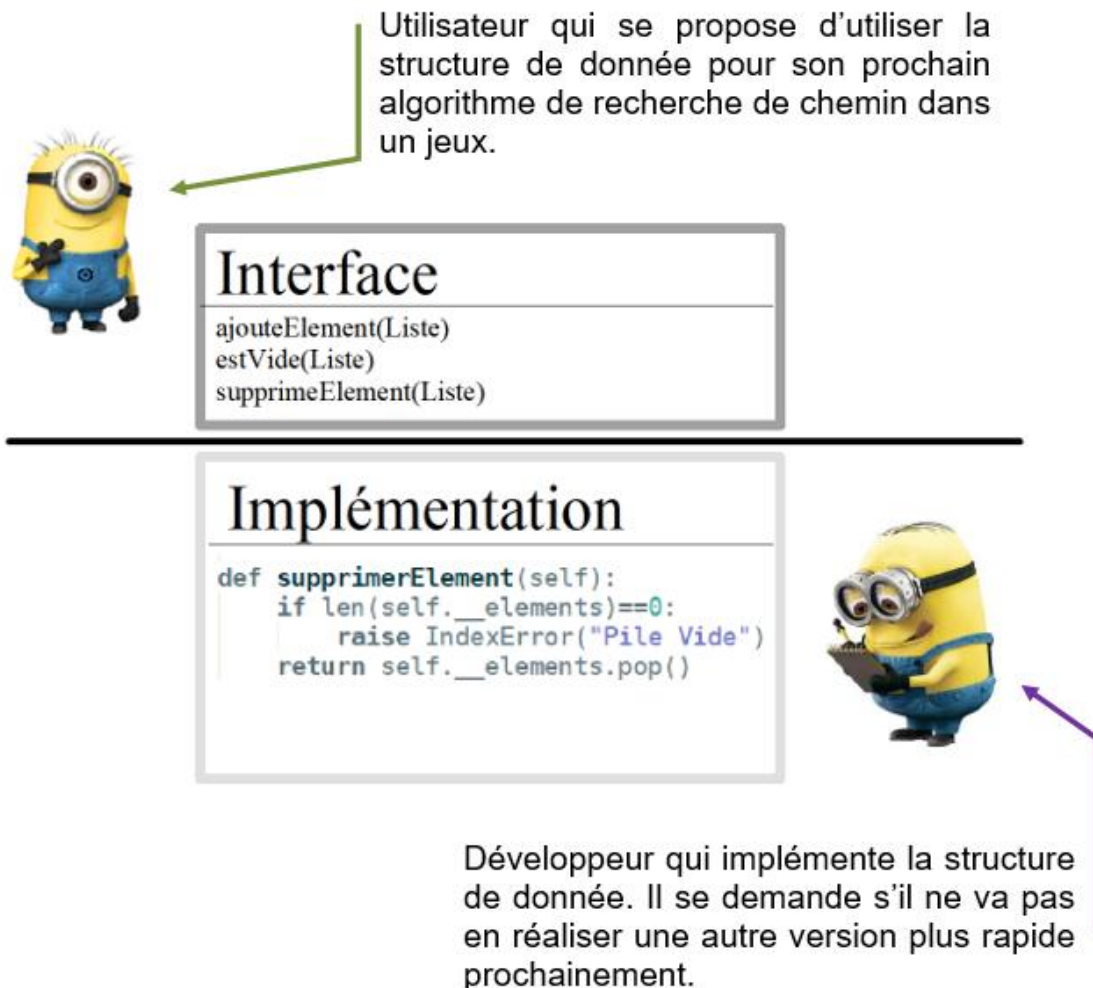 Utilisateur qui se propose d’utiliser la
structure de donnée pour son prochain
algorithme de recherche de chemin dans
un jeux.
Interface
ajouteElement(Liste)
estVide(Liste)
supprimeElement(Liste)
Implémentation
def supprimerElement(self):
    if len(self.__elements)==0:
        raise IndexError("Pile Vide")
    return self.__elements.pop()
Développeur qui implémente la structure
de donnée. Il se demande s’il ne va pas
en réaliser une autre version plus rapide
prochainement.